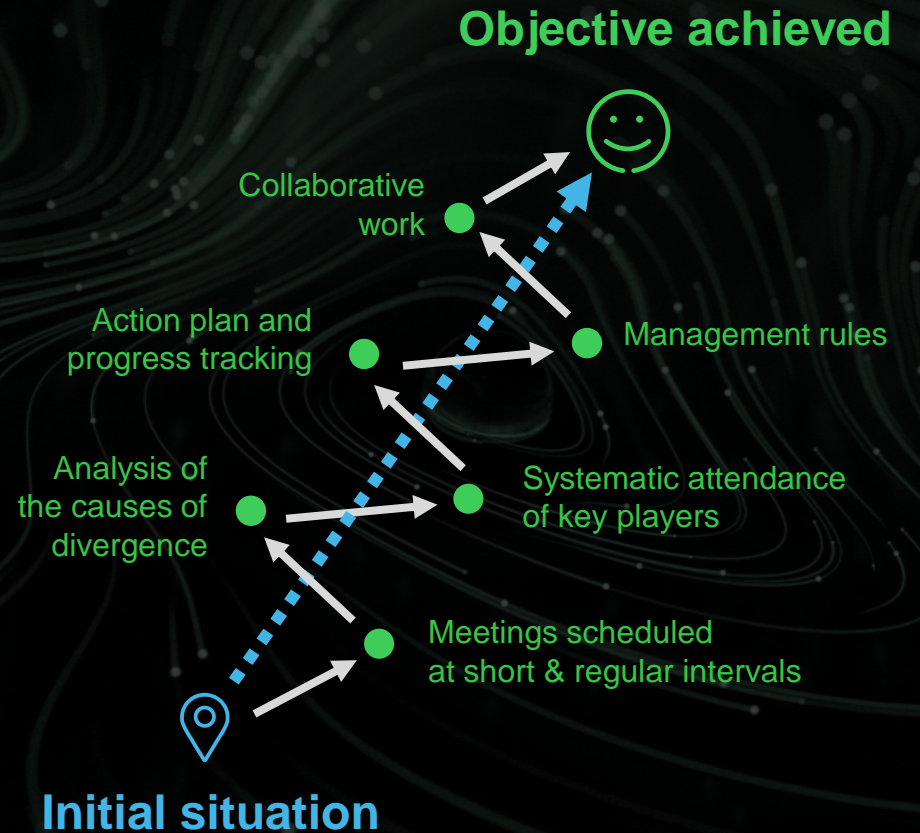 Objective achieved
Collaborative
work
Action plan and
progress tracking
Management rules
Analysis of
the causes of
divergence
Systematic attendance
of key players
Meetings scheduled
at short & regular intervals
Initial situation